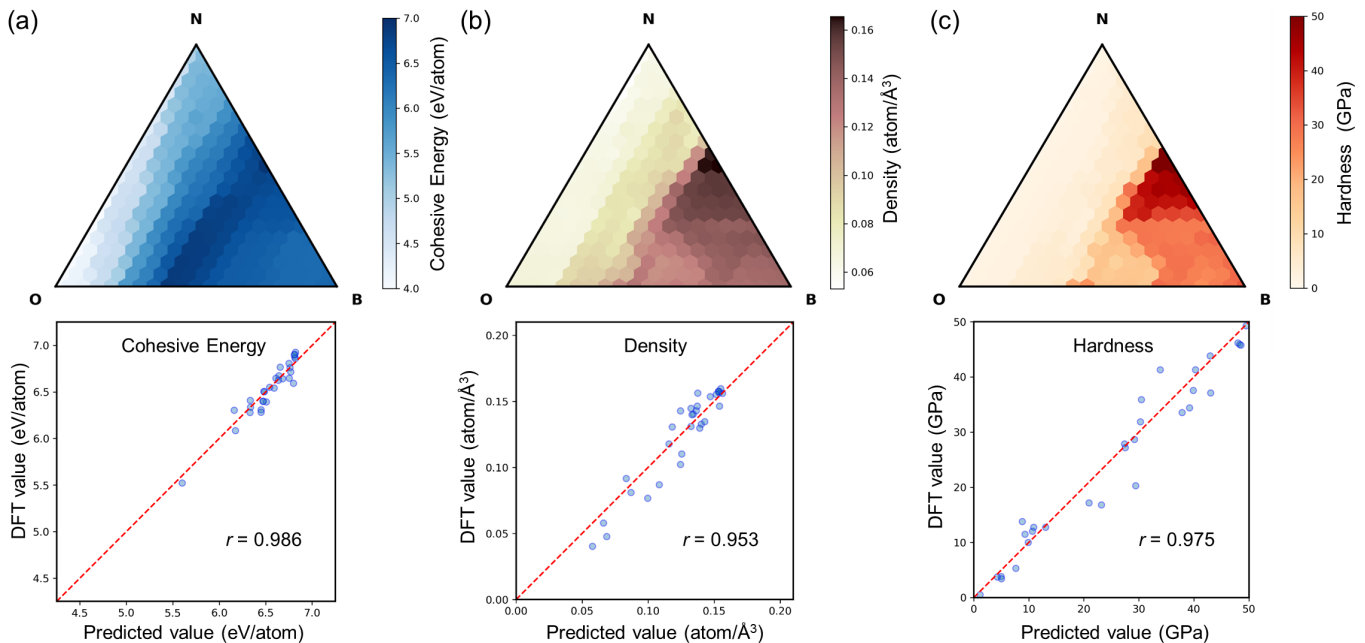 (a)
N
O
B
7.0
6.5
6.0
5.5
5.0
4.5
4.0
Cohesive Energy (eV/atom)
(b)
N
O
B
0.16
0.14
0.12
0.10
0.08
0.06
Density (atom/Å³)
(c)
N
O
B
50
40
30
20
10
0
Hardness (GPa)
Cohesive Energy
r = 0.986
DFT value (eV/atom)
7.0
6.5
6.0
5.5
5.0
4.5
4.5 5.0 5.5 6.0 6.5 7.0
Predicted value (eV/atom)
Density
r = 0.953
DFT value (atom/Å³)
0.20
0.15
0.10
0.05
0.00
0.00 0.05 0.10 0.15 0.20
Predicted value (atom/Å³)
Hardness
r = 0.975
DFT value (GPa)
50
40
30
20
10
0
0 10 20 30 40 50
Predicted value (GPa)